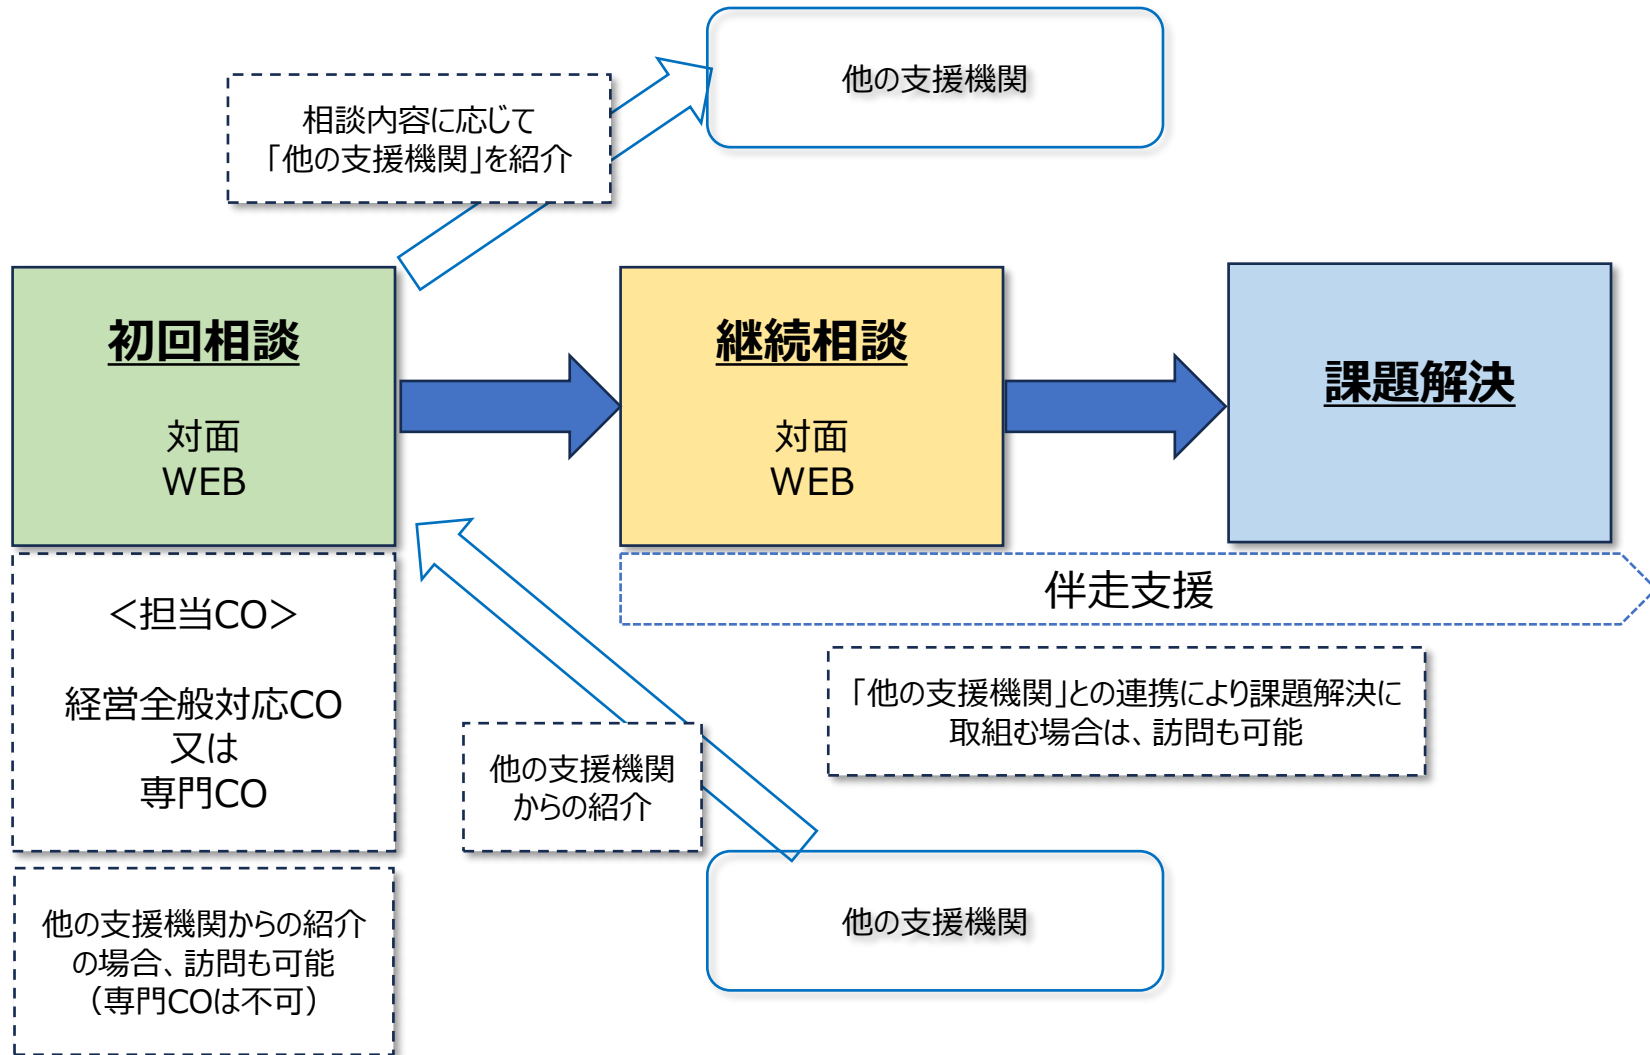 他の支援機関
相談内容に応じて
「他の支援機関」を紹介
初回相談
対面
WEB
継続相談
対面
WEB
課題解決
伴走支援
＜担当CO＞
経営全般対応CO
又は
専門CO
「他の支援機関」との連携により課題解決に
取組む場合は、訪問も可能
他の支援機関
からの紹介
他の支援機関からの紹介
の場合、訪問も可能
（専門COは不可）
他の支援機関